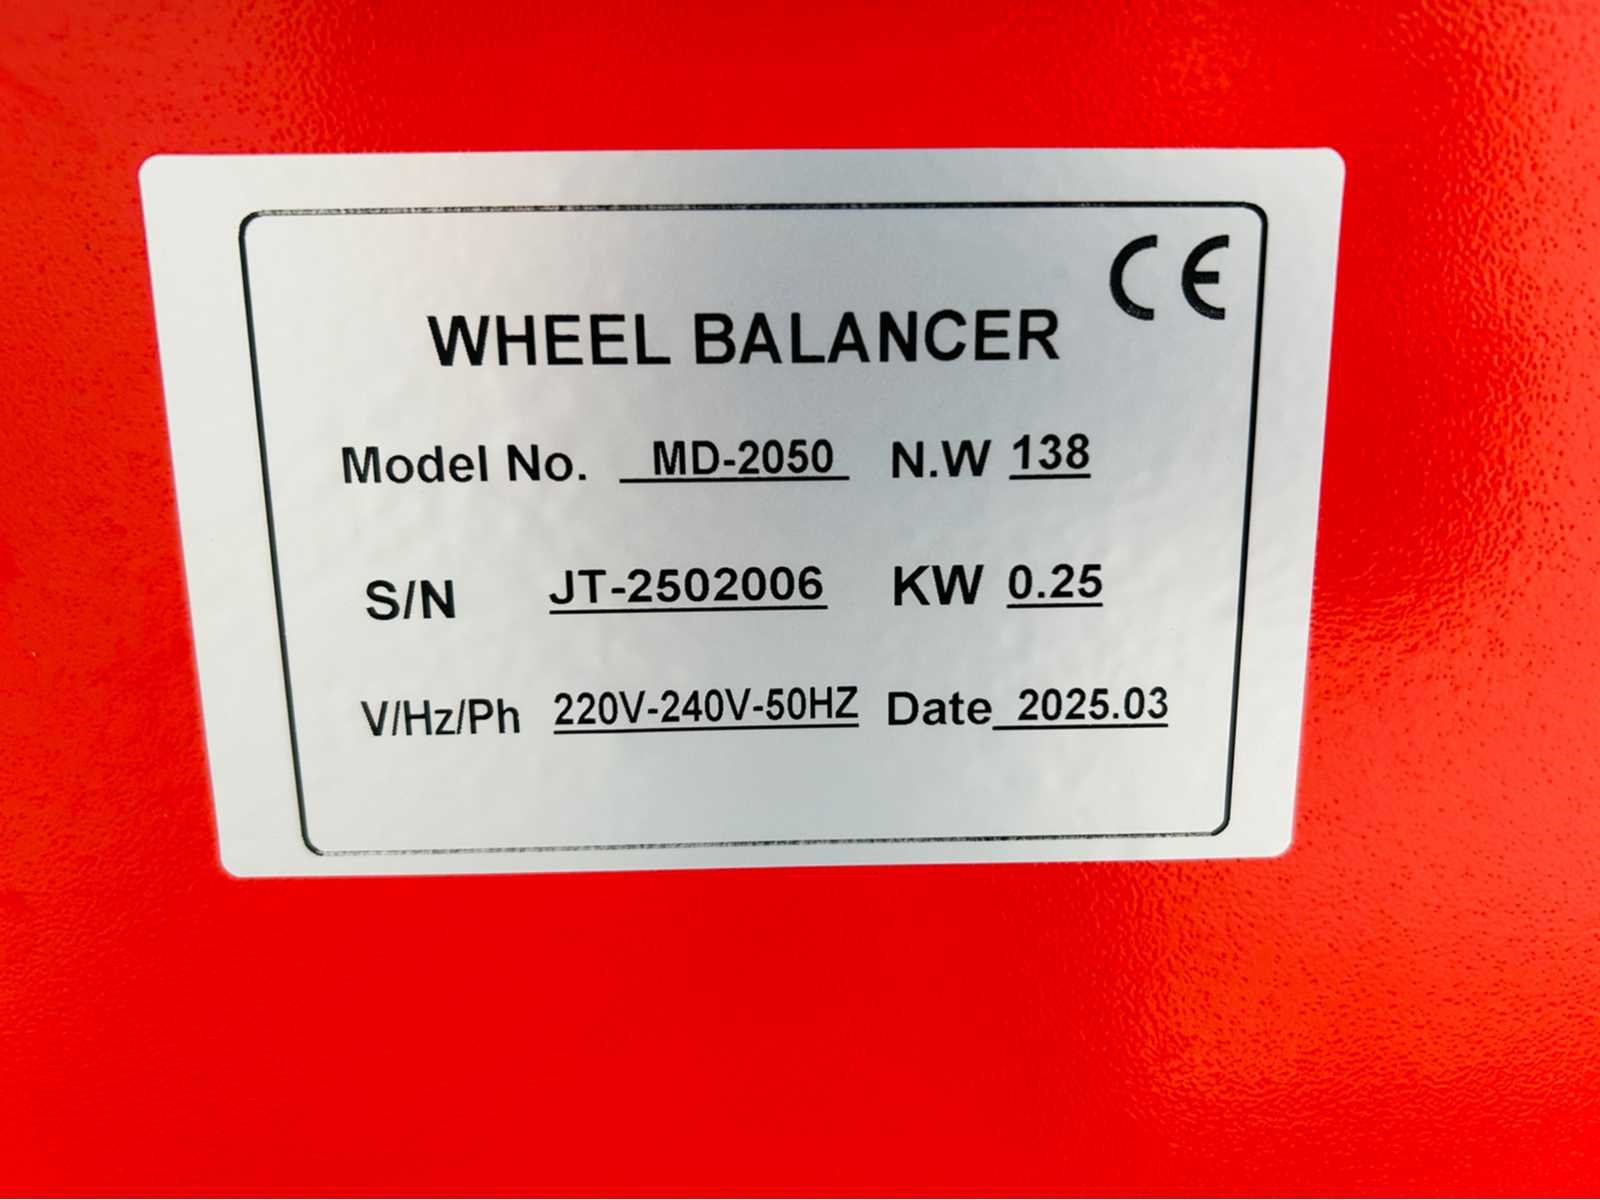 CE
WHEEL BALANCER
Model No. MD-2050 N.W 138
S/N JT-2502006 KW 0.25
V/Hz/Ph 220V-240V-50HZ Date 2025.03